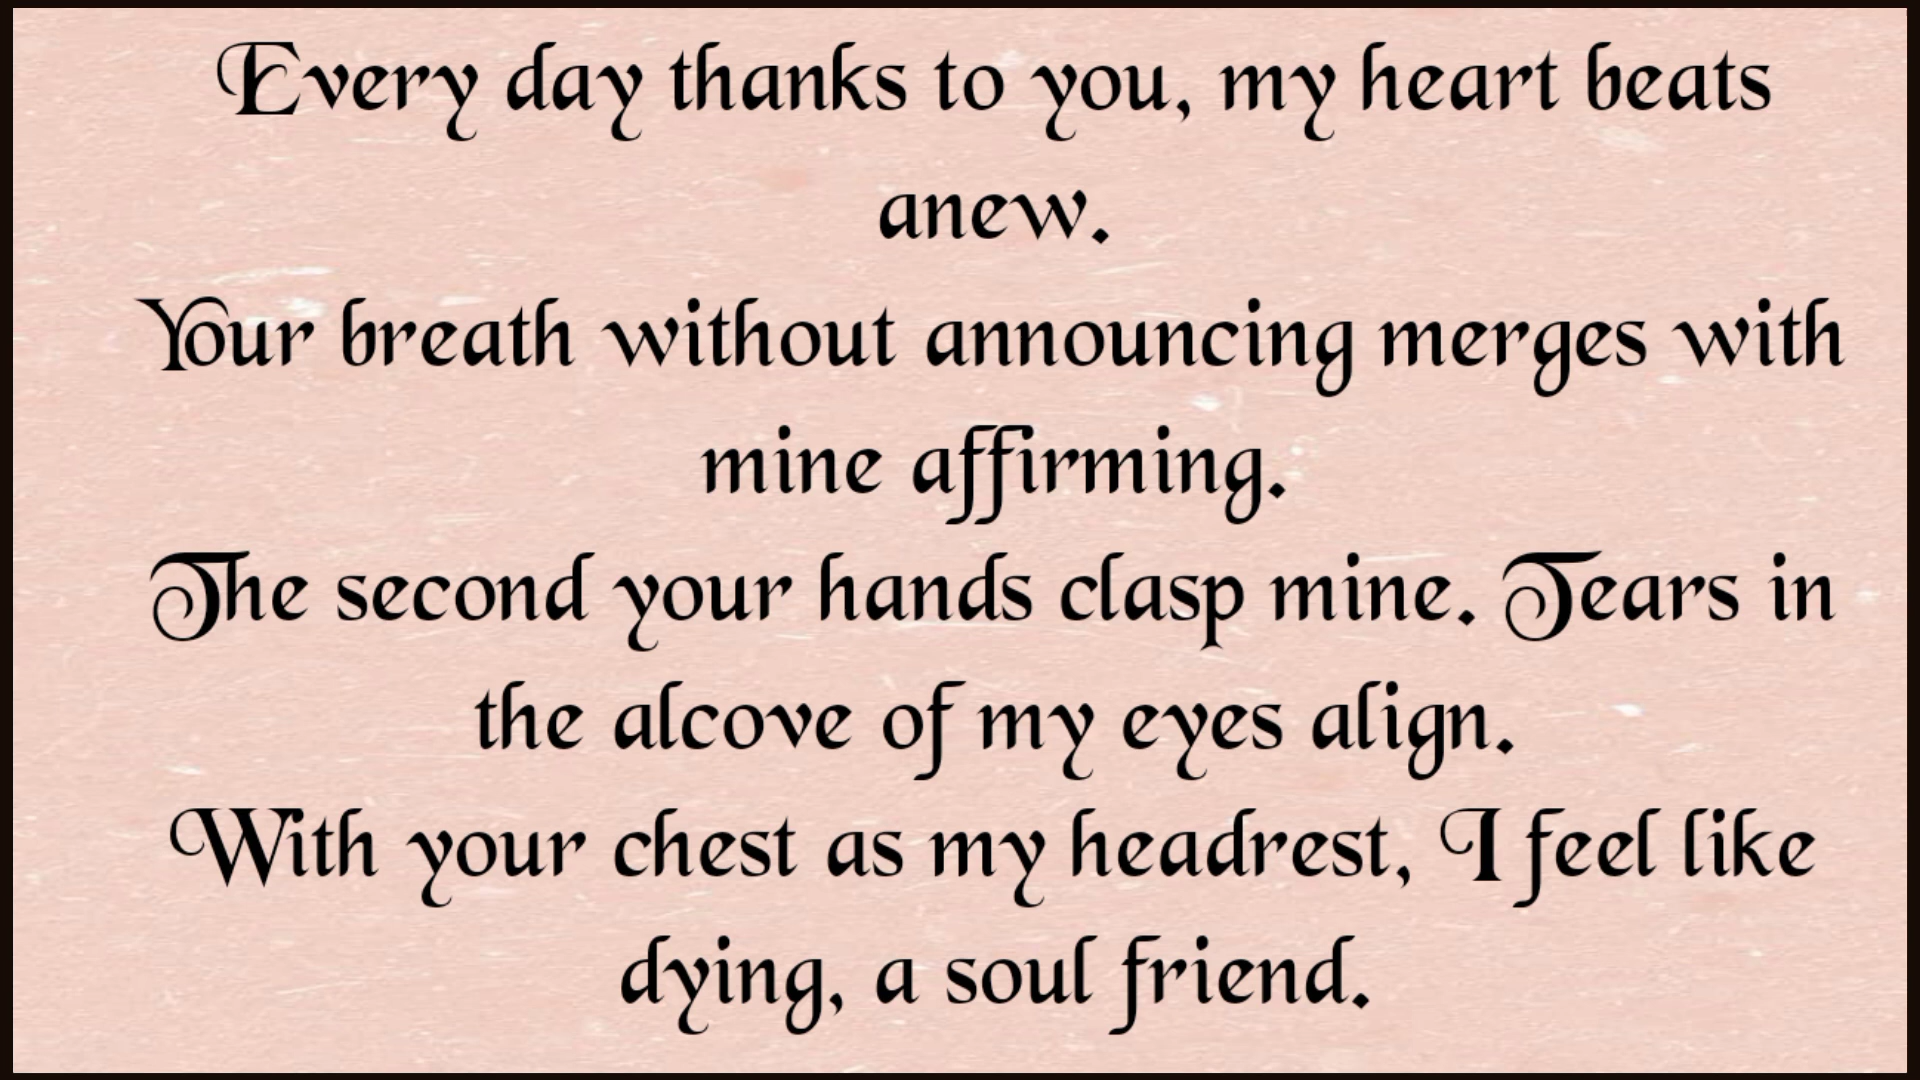 Every day thanks to you, my heart beats
anew.
Your breath without announcing merges with
mine affirming.
The second your hands clasp mine. Tears in
the alcove of my eyes align.
With your chest as my headrest, I feel like
dying, a soul friend.